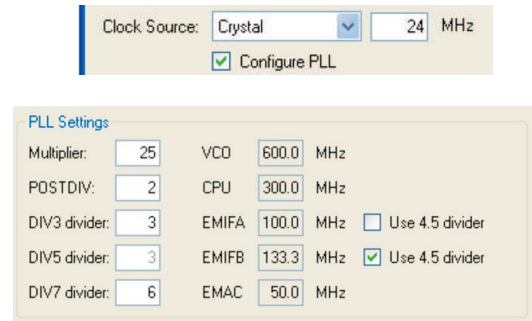 Clock Source: Crystal 24 MHz
Configure PLL
PLL Settings
Multiplier: 25 VCO 600.0 MHz
POSTDIV: 2 CPU 300.0 MHz
DIV3 divider: 3 EMIFA 100.0 MHz Use 4.5 divider
DIV5 divider: 3 EMIFB 133.3 MHz Use 4.5 divider
DIV7 divider: 6 EMAC 50.0 MHz